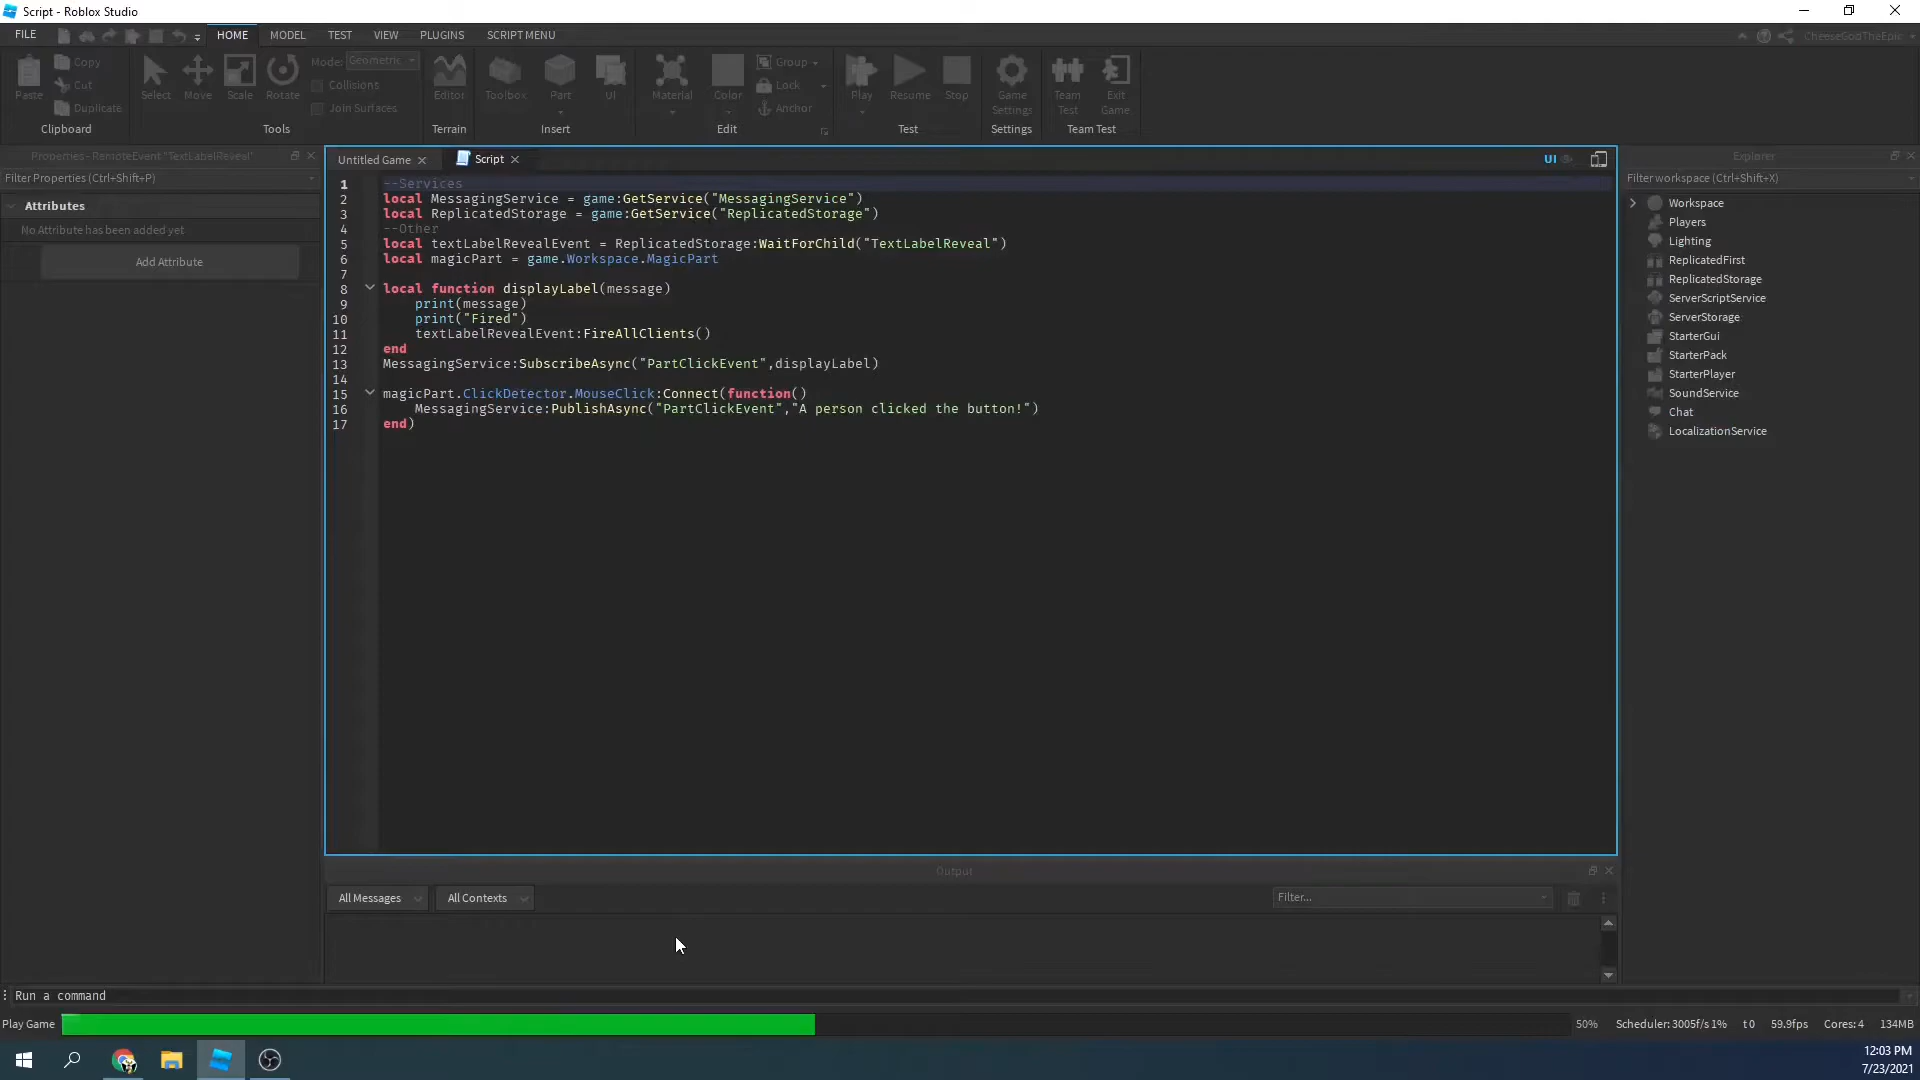 Script - Roblox Studio
FILE HOME MODEL TEST VIEW PLUGINS SCRIPT MENU CheeseGodTheEpic
Paste Copy Cut Duplicate Select Move Scale Rotate Mode: Geometric Collisions Join Surfaces Editor Toolbox Part UI Material Color Group Lock Anchor Play Resume Stop Game Settings Team Test Exit Game
Clipboard Tools Terrain Insert Edit Test Settings Team Test
Properties - RemoteEvent "TextLabelReveal"
Filter Properties (Ctrl+Shift+P)
Attributes
No Attribute has been added yet
Add Attribute
Untitled Game Script UI
1 --Services
2 local MessagingService = game:GetService("MessagingService")
3 local ReplicatedStorage = game:GetService("ReplicatedStorage")
4 --Other
5 local textLabelRevealEvent = ReplicatedStorage:WaitForChild("TextLabelReveal")
6 local magicPart = game.Workspace.MagicPart
7
8 local function displayLabel(message)
9 print(message)
10 print("Fired")
11 textLabelRevealEvent:FireAllClients()
12 end
13 MessagingService:SubscribeAsync("PartClickEvent",displayLabel)
14
15 magicPart.ClickDetector.MouseClick:Connect(function()
16 MessagingService:PublishAsync("PartClickEvent","A person clicked the button!")
17 end)
Explorer
Filter workspace (Ctrl+Shift+X)
Workspace
Players
Lighting
ReplicatedFirst
ReplicatedStorage
ServerScriptService
ServerStorage
StarterGui
StarterPack
StarterPlayer
SoundService
Chat
LocalizationService
Output
All Messages All Contexts Filter...
Run a command
Play Game 50% Scheduler: 3005f/s 1% t 0 59.9fps Cores: 4 134MB
12:03 PM
7/23/2021